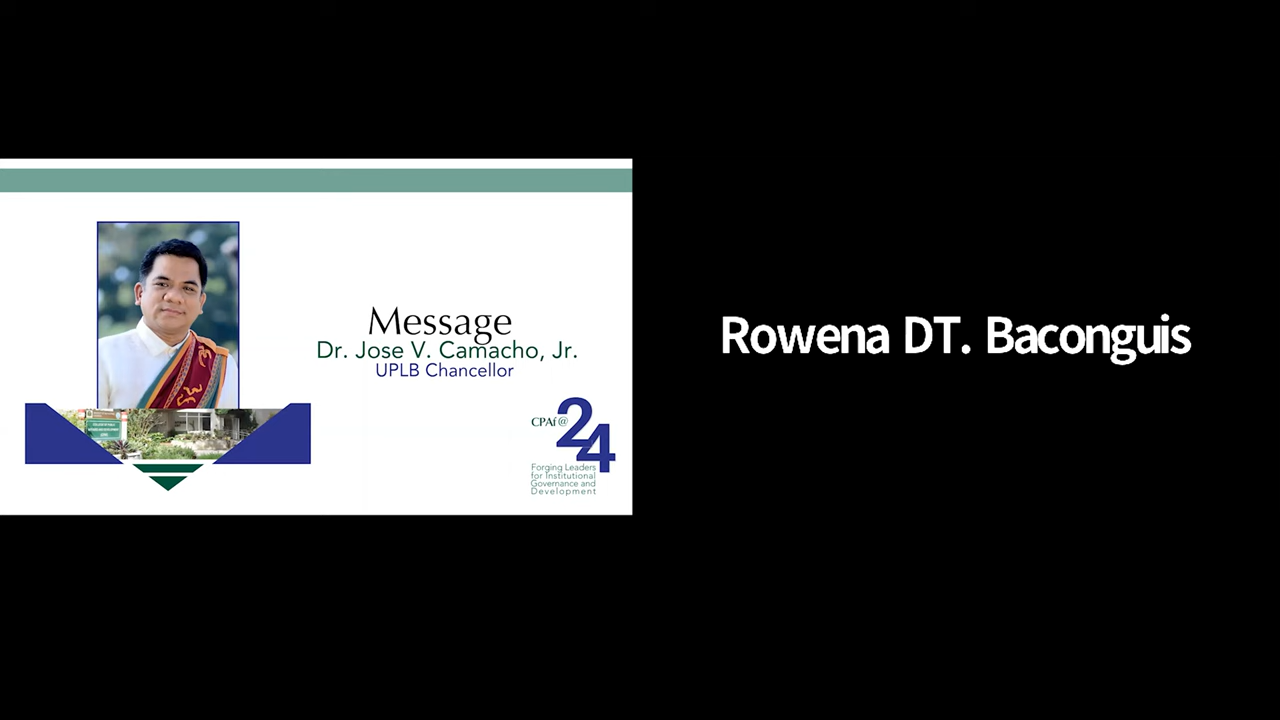 Message
Dr. Jose V. Camacho, Jr.
UPLB Chancellor
CPAf@
24
Forging Leaders
for Institutional
Governance and
Development
Rowena DT. Baconguis